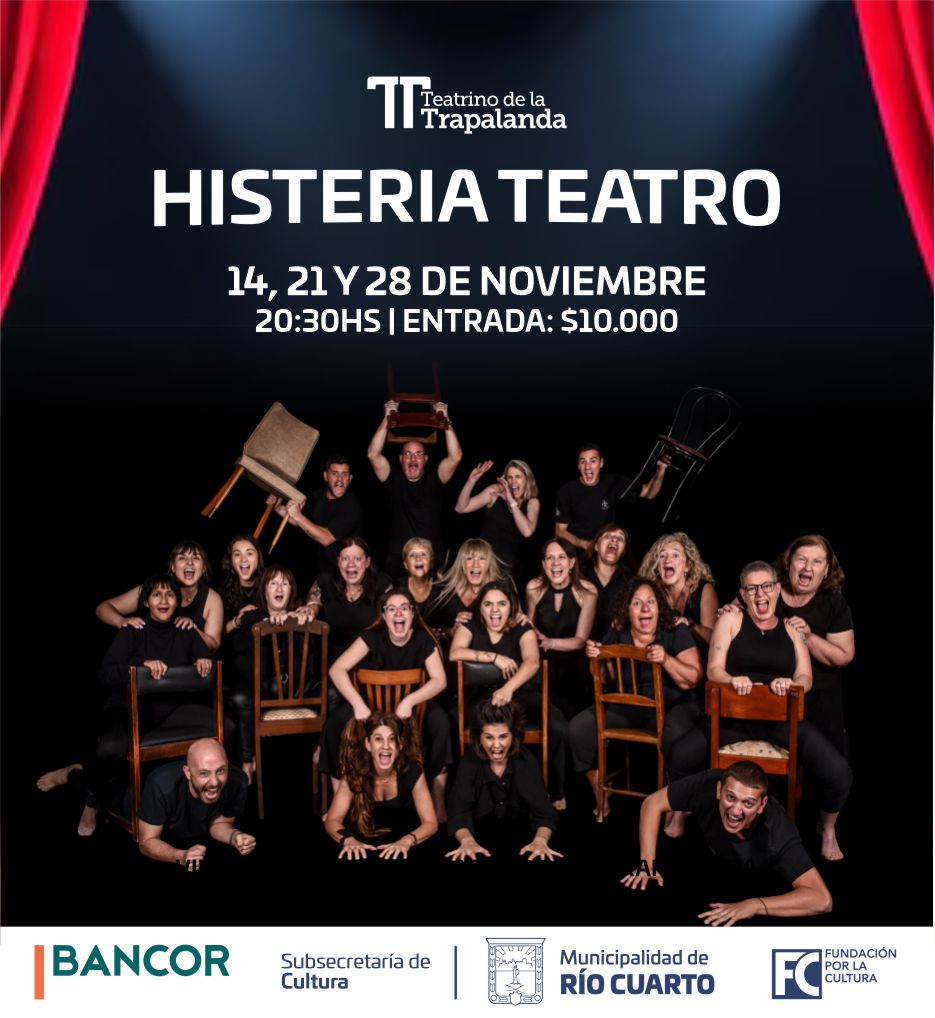 Teatrino de la
Trapalanda
HISTERIA TEATRO
14, 21 Y 28 DE NOVIEMBRE
20:30HS | ENTRADA: $10.000
BANCOR
Subsecretaría de
Cultura
Municipalidad de
RÍO CUARTO
FC
FUNDACIÓN
POR LA
CULTURA